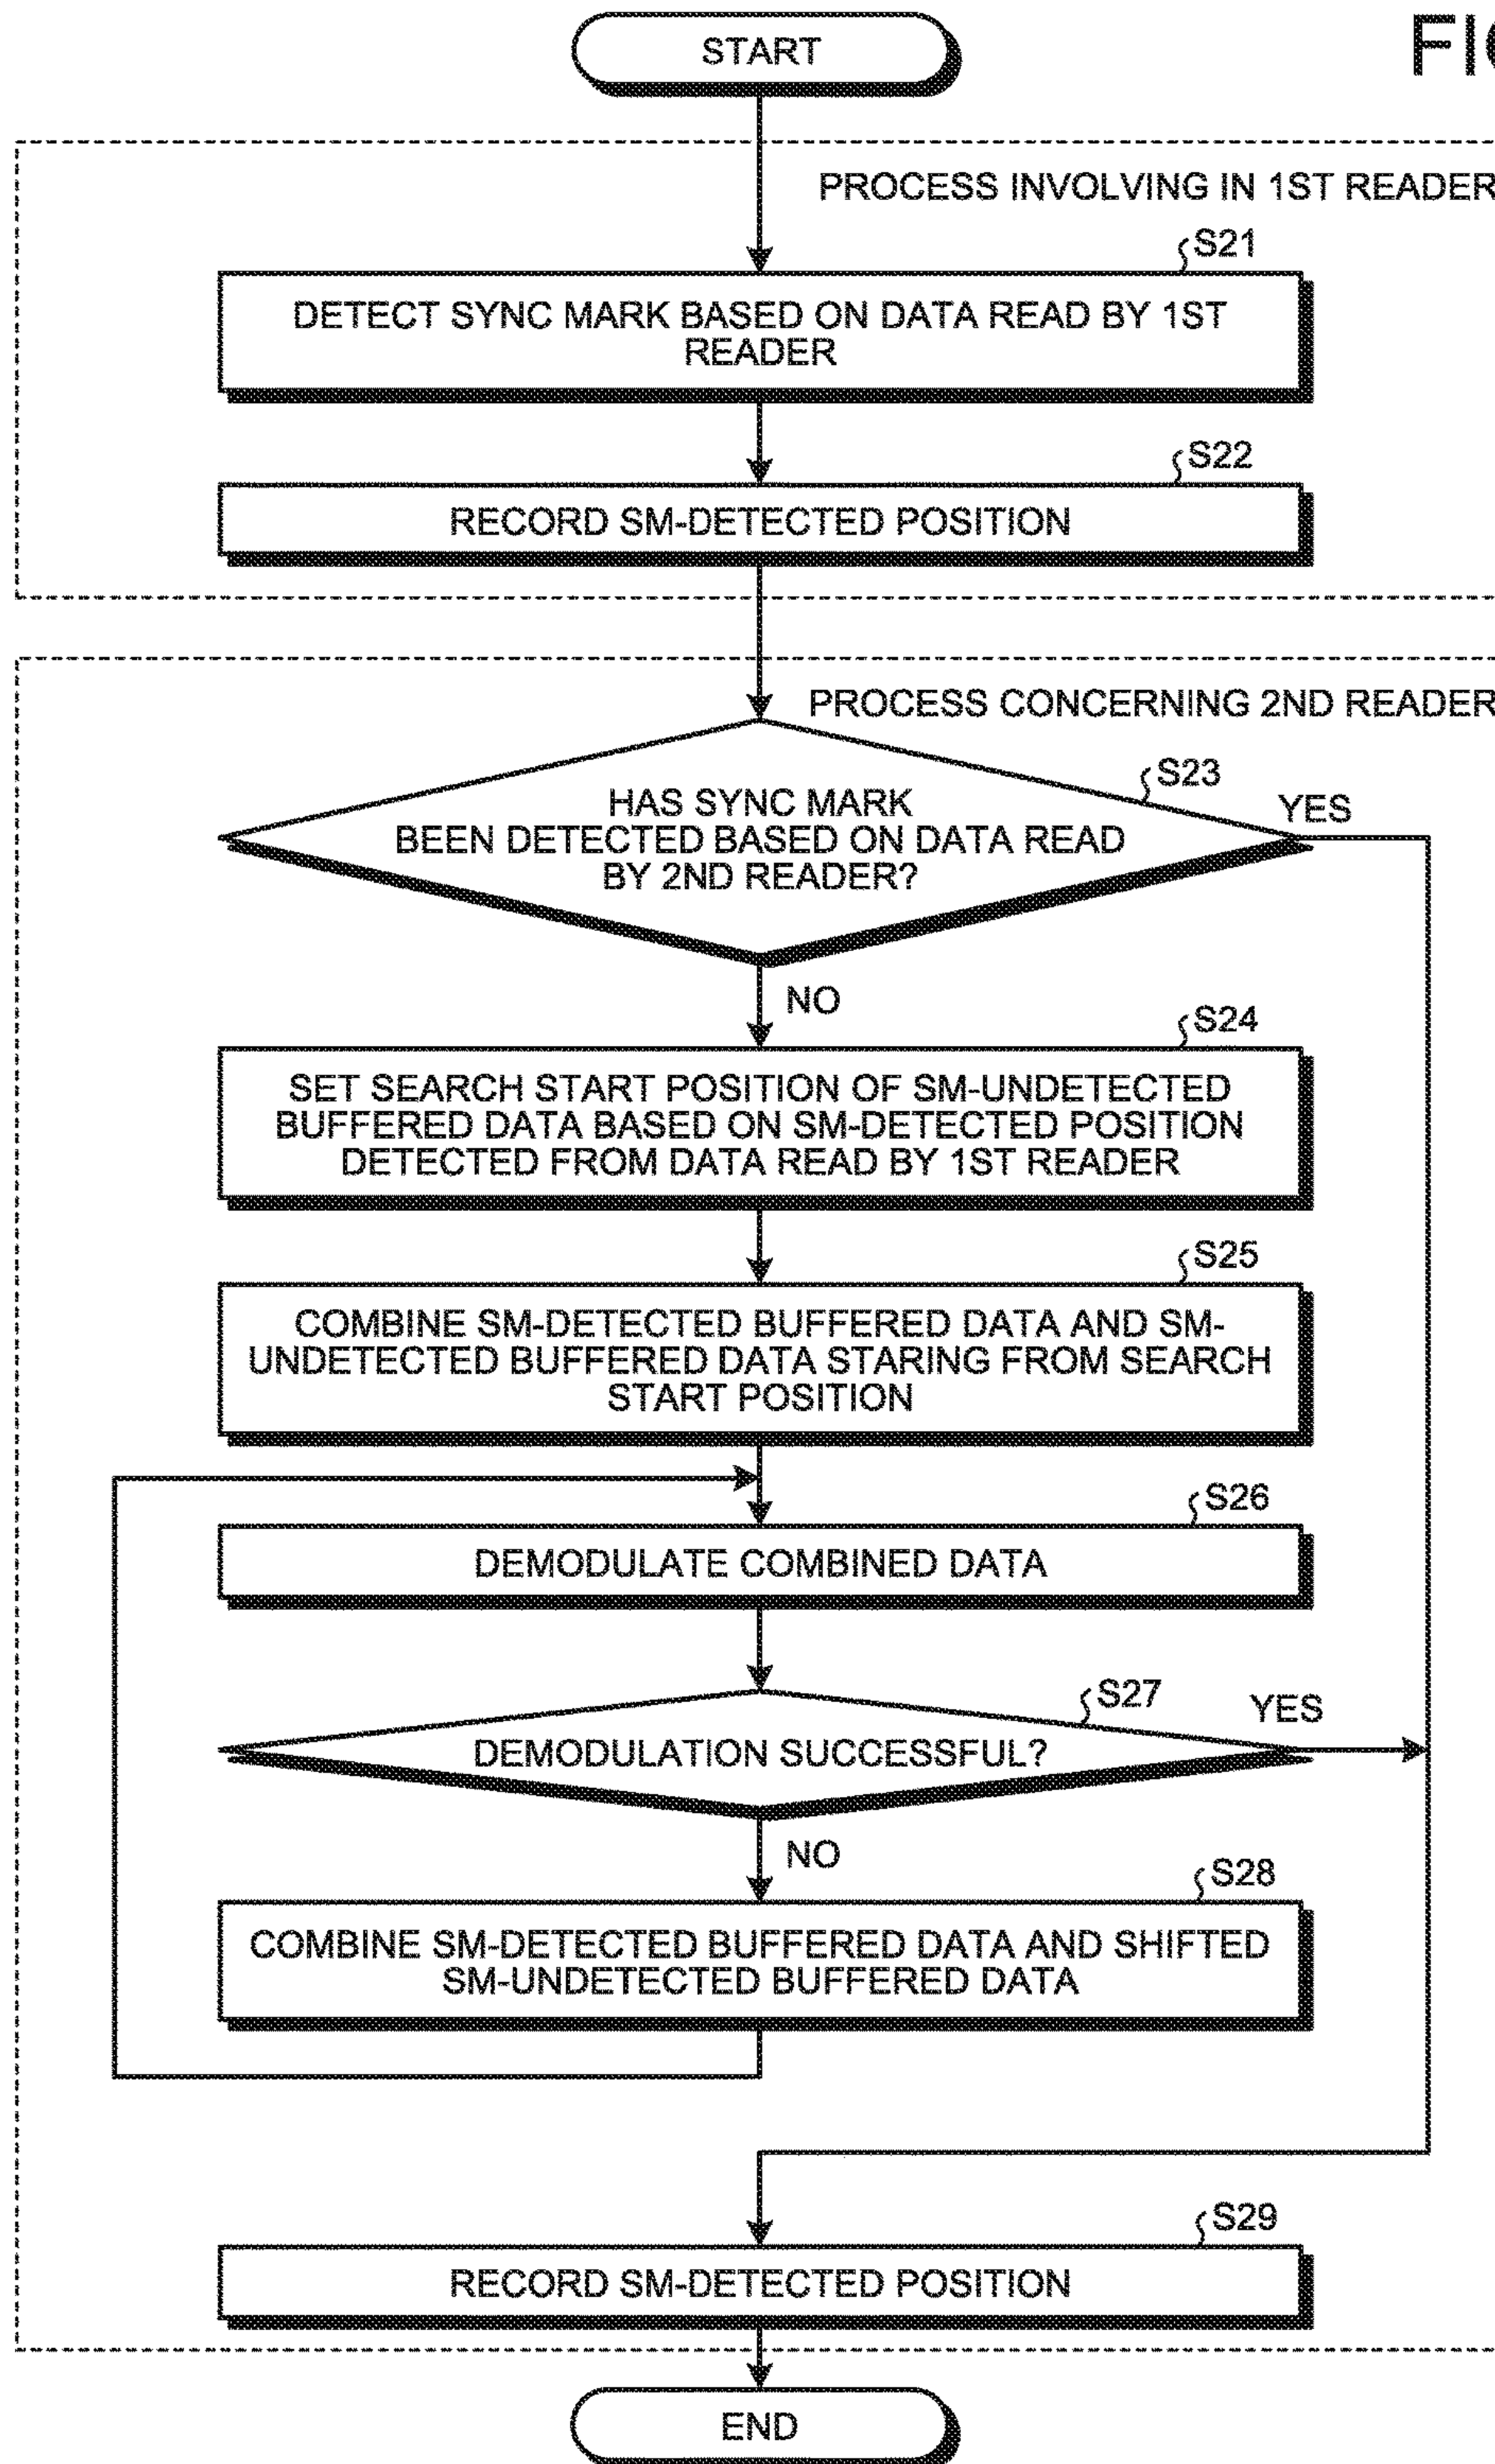 FIG
START
PROCESS INVOLVING IN 1ST READER
S21
DETECT SYNC MARK BASED ON DATA READ BY 1ST
READER
S22
RECORD SM-DETECTED POSITION
PROCESS CONCERNING 2ND READER
S23
HAS SYNC MARK
BEEN DETECTED BASED ON DATA READ
BY 2ND READER?
YES
NO
S24
SET SEARCH START POSITION OF SM-UNDETECTED
BUFFERED DATA BASED ON SM-DETECTED POSITION
DETECTED FROM DATA READ BY 1ST READER
S25
COMBINE SM-DETECTED BUFFERED DATA AND SM-
UNDETECTED BUFFERED DATA STARING FROM SEARCH
START POSITION
S26
DEMODULATE COMBINED DATA
S27
DEMODULATION SUCCESSFUL?
YES
NO
S28
COMBINE SM-DETECTED BUFFERED DATA AND SHIFTED
SM-UNDETECTED BUFFERED DATA
S29
RECORD SM-DETECTED POSITION
END